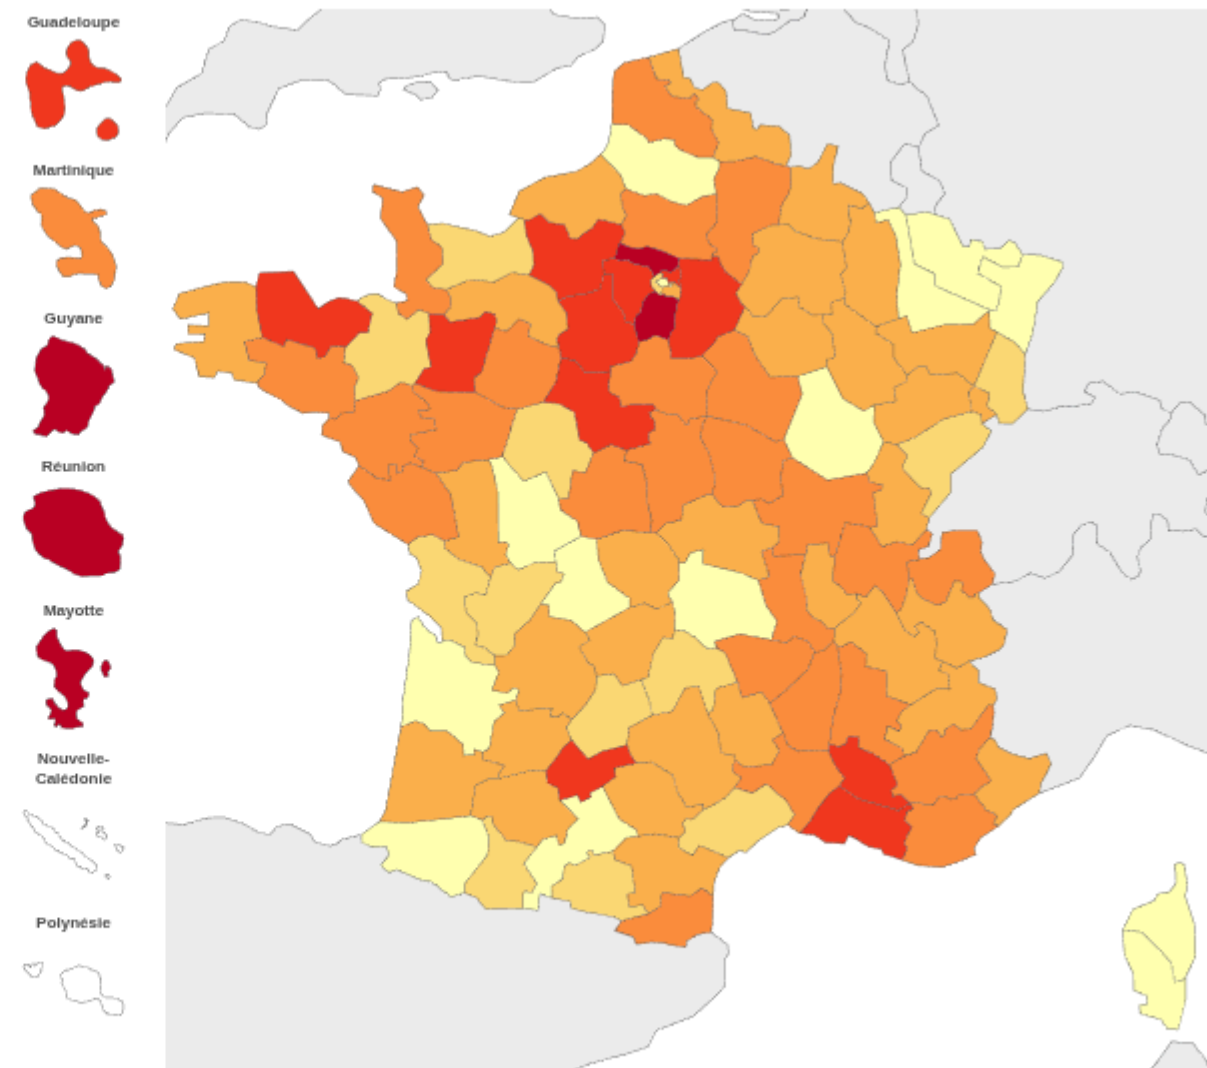 Guadeloupe
Martinique
Guyane
Réunion
Mayotte
Nouvelle-
Calédonie
Polynésie